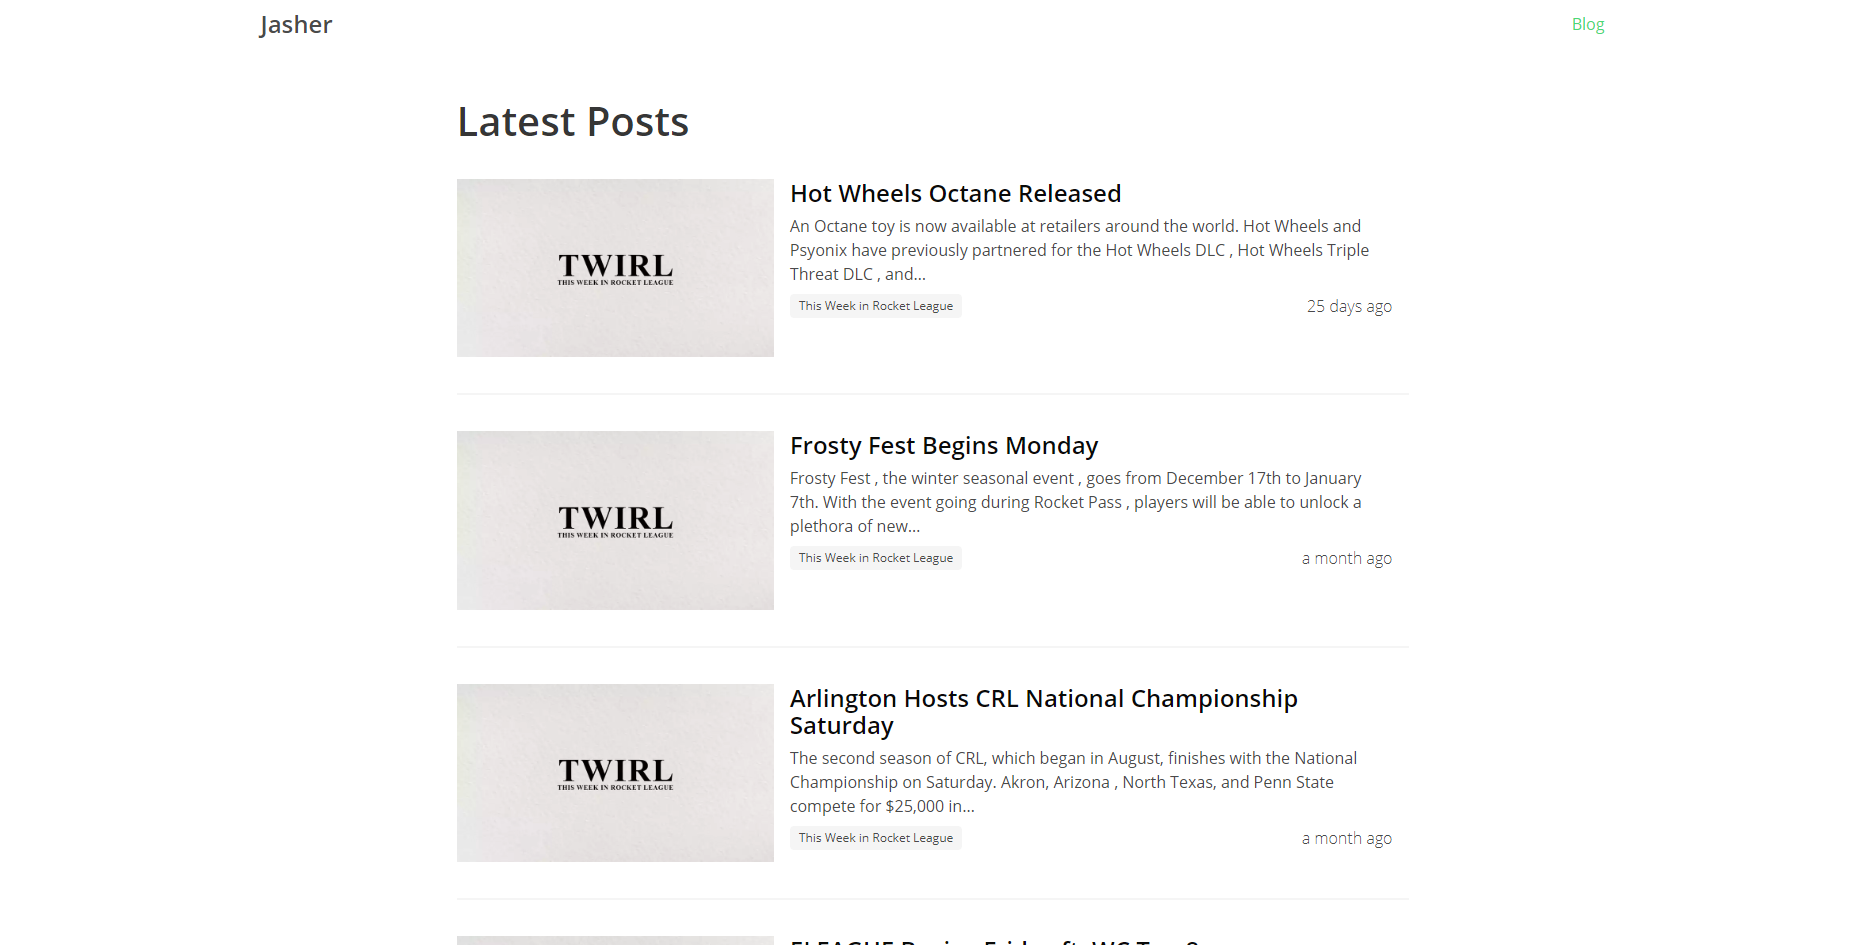 Jasher
Blog
Latest Posts
TWIRL
THIS WEEK IN ROCKET LEAGUE
Hot Wheels Octane Released
An Octane toy is now available at retailers around the world. Hot Wheels and
Psyonix have previously partnered for the Hot Wheels DLC , Hot Wheels Triple
Threat DLC , and...
This Week in Rocket League
25 days ago
TWIRL
THIS WEEK IN ROCKET LEAGUE
Frosty Fest Begins Monday
Frosty Fest , the winter seasonal event , goes from December 17th to January
7th. With the event going during Rocket Pass , players will be able to unlock a
plethora of new...
This Week in Rocket League
a month ago
TWIRL
THIS WEEK IN ROCKET LEAGUE
Arlington Hosts CRL National Championship
Saturday
The second season of CRL, which began in August, finishes with the National
Championship on Saturday. Akron, Arizona , North Texas, and Penn State
compete for $25,000 in...
This Week in Rocket League
a month ago